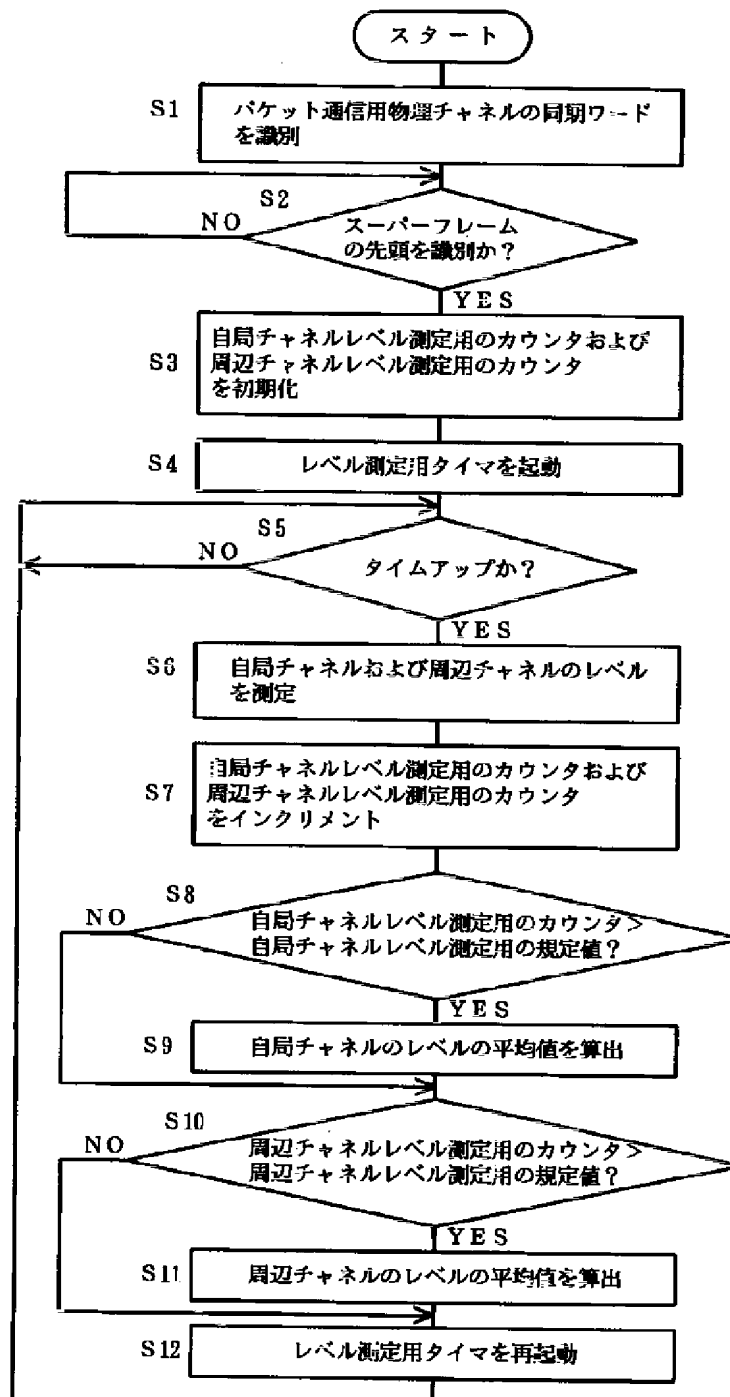 スタート
S1
パケット通信用物理チャネルの同期ワード
を識別
S2
NO
スーパーフレーム
の先頭を識別か？
YES
S3
自局チャネルレベル測定用のカウンタおよび
周辺チャネルレベル測定用のカウンタ
を初期化
S4
レベル測定用タイマを起動
S5
NO
タイムアップか？
YES
S6
自局チャネルおよび周辺チャネルのレベル
を測定
S7
自局チャネルレベル測定用のカウンタおよび
周辺チャネルレベル測定用のカウンタ
をインクリメント
S8
NO
自局チャネルレベル測定用のカウンタ＞
自局チャネルレベル測定用の規定値？
YES
S9
自局チャネルのレベルの平均値を算出
S10
NO
周辺チャネルレベル測定用のカウンタ＞
周辺チャネルレベル測定用の規定値？
YES
S11
周辺チャネルのレベルの平均値を算出
S12
レベル測定用タイマを再起動